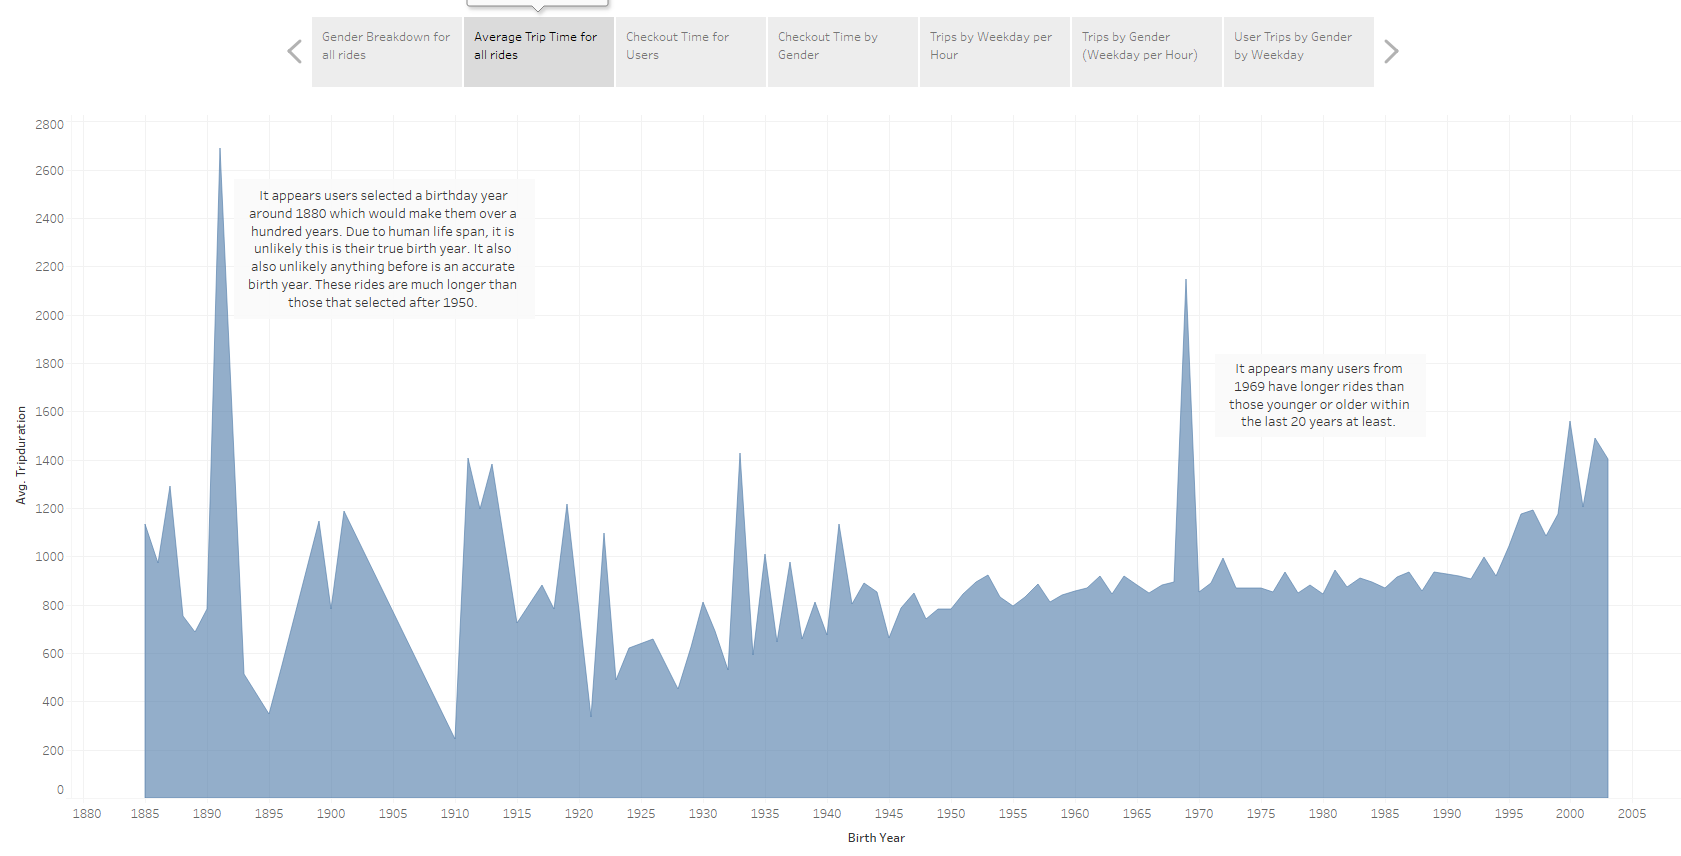 Gender Breakdown for
all rides
Average Trip Time for
all rides
Checkout Time for
Users
Checkout Time by
Gender
Trips by Weekday per
Hour
Trips by Gender
(Weekday per Hour)
User Trips by Gender
by Weekday
2800
2600
2400
2200
2000
1800
1600
1400
1200
1000
800
600
400
200
0
Avg. Tripduration
It appears users selected a birthday year
around 1880 which would make them over a
hundred years. Due to human life span, it is
unlikely this is their true birth year. It also
also unlikely anything before is an accurate
birth year. These rides are much longer than
those that selected after 1950.
It appears many users from
1969 have longer rides than
those younger or older within
the last 20 years at least.
1880 1885 1890 1895 1900 1905 1910 1915 1920 1925 1930 1935 1940 1945 1950 1955 1960 1965 1970 1975 1980 1985 1990 1995 2000 2005
Birth Year